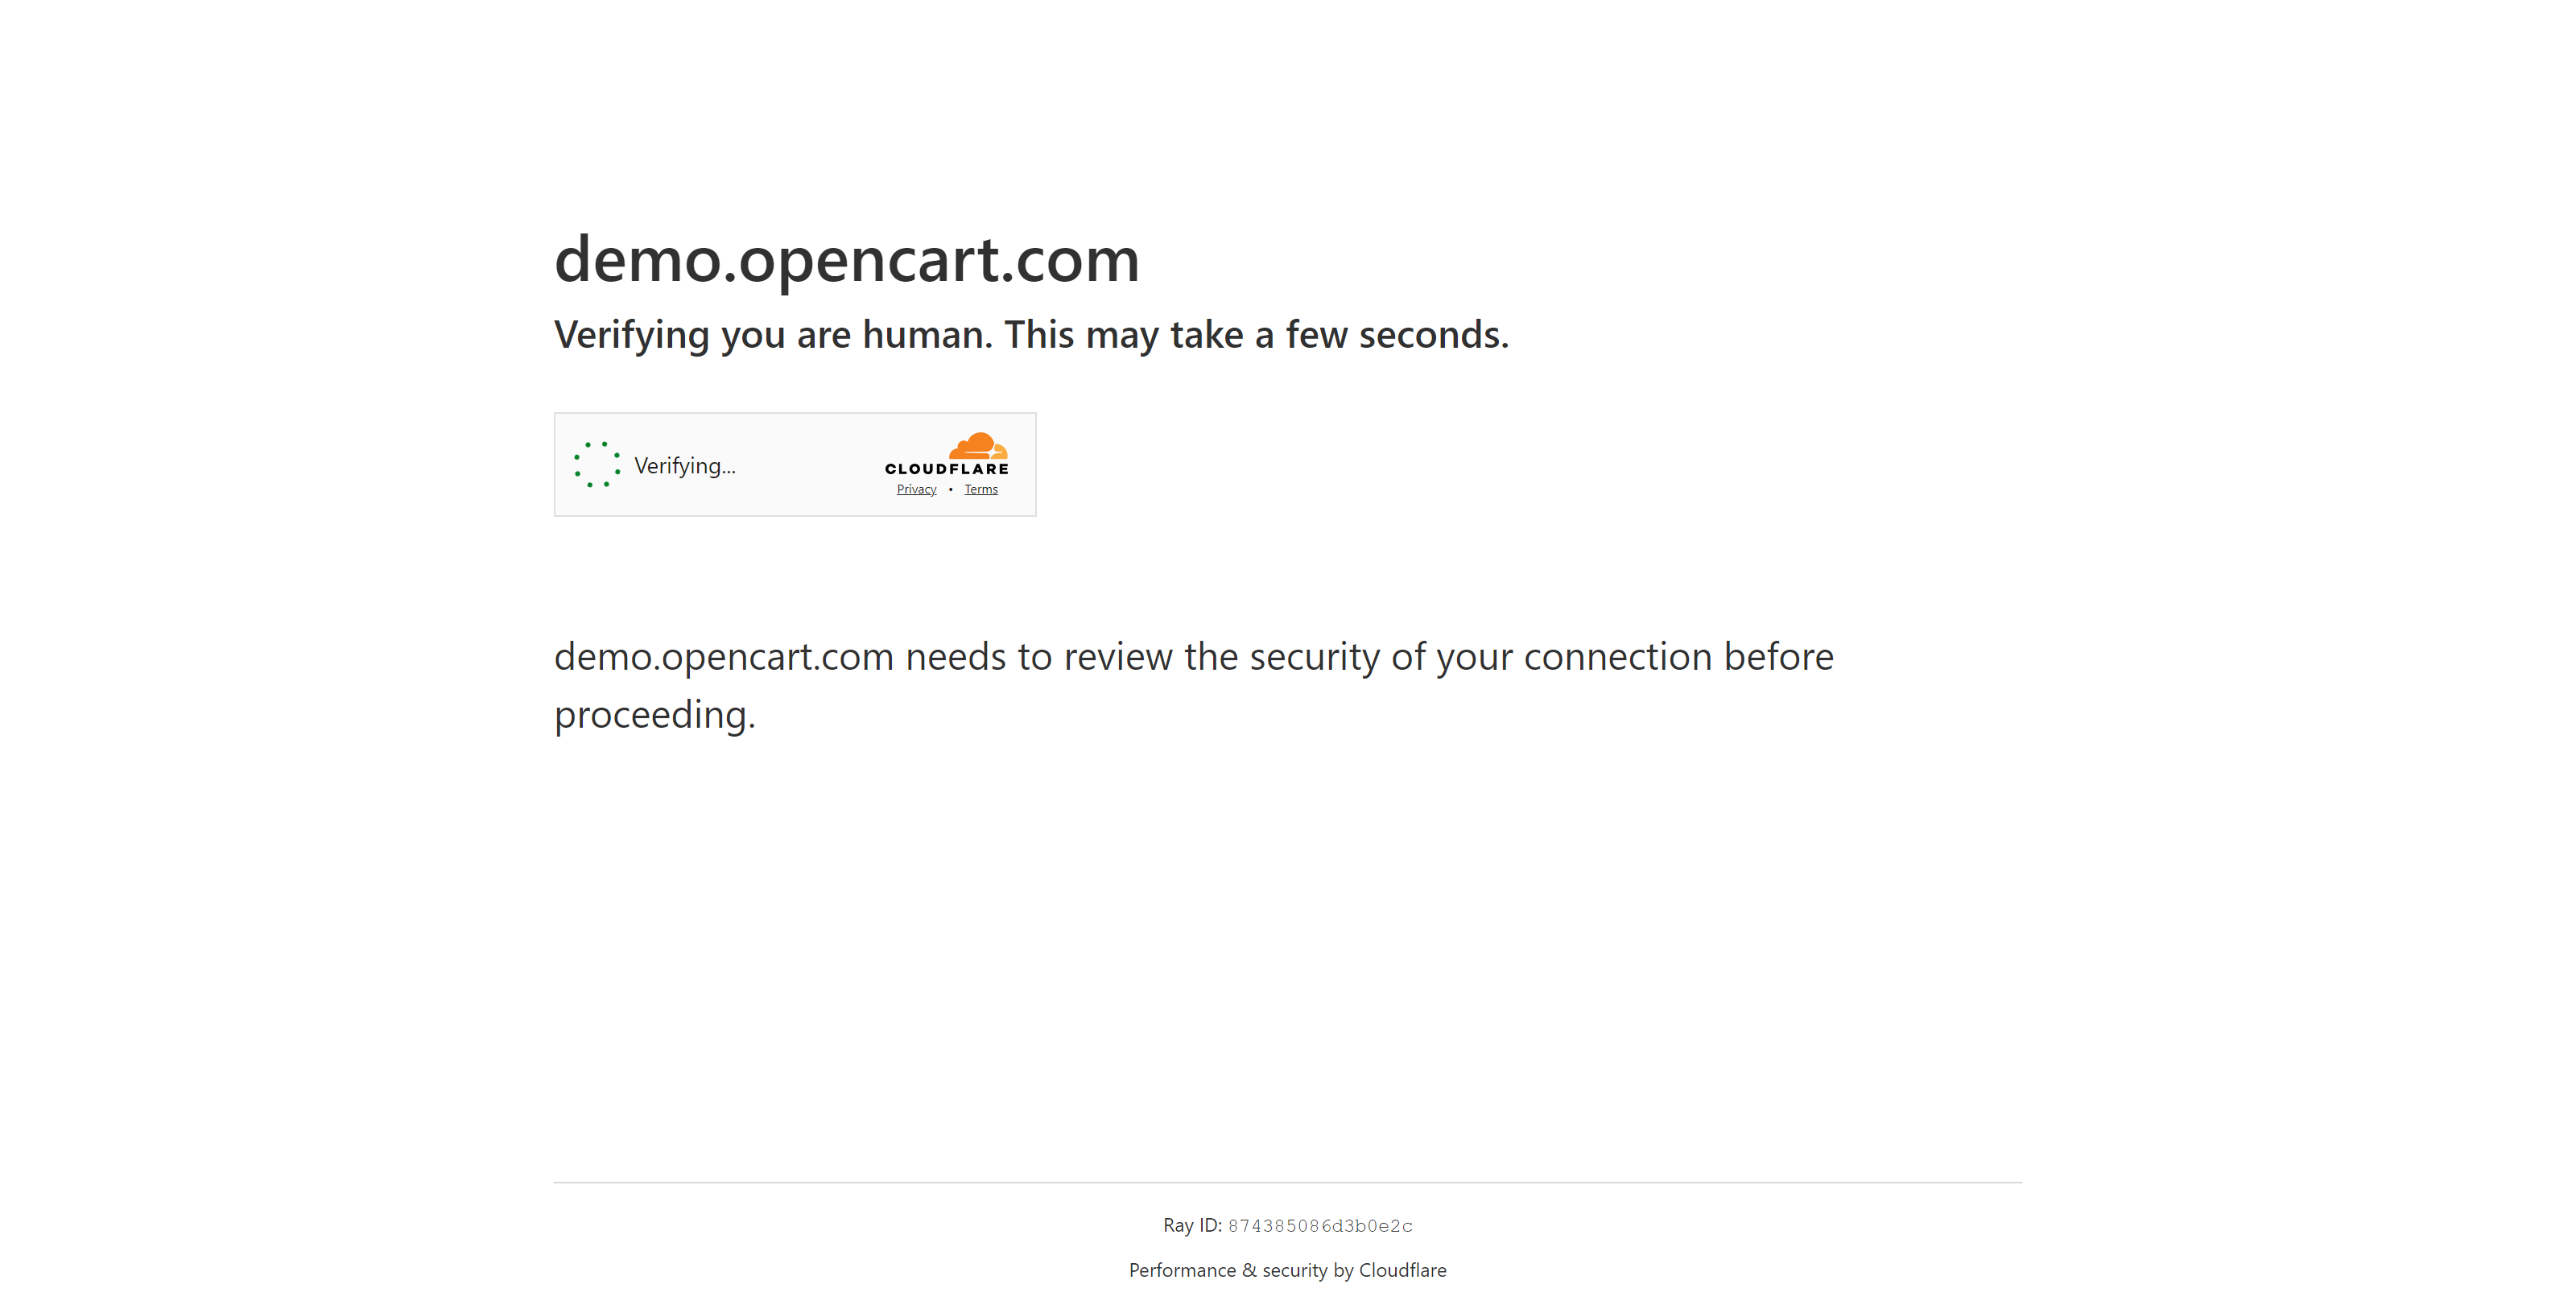 demo.opencart.com
Verifying you are human. This may take a few seconds.
Verifying...
CLOUDFLARE
Privacy • Terms
demo.opencart.com needs to review the security of your connection before
proceeding.
Ray ID: 874385086d3b0e2c
Performance & security by Cloudflare